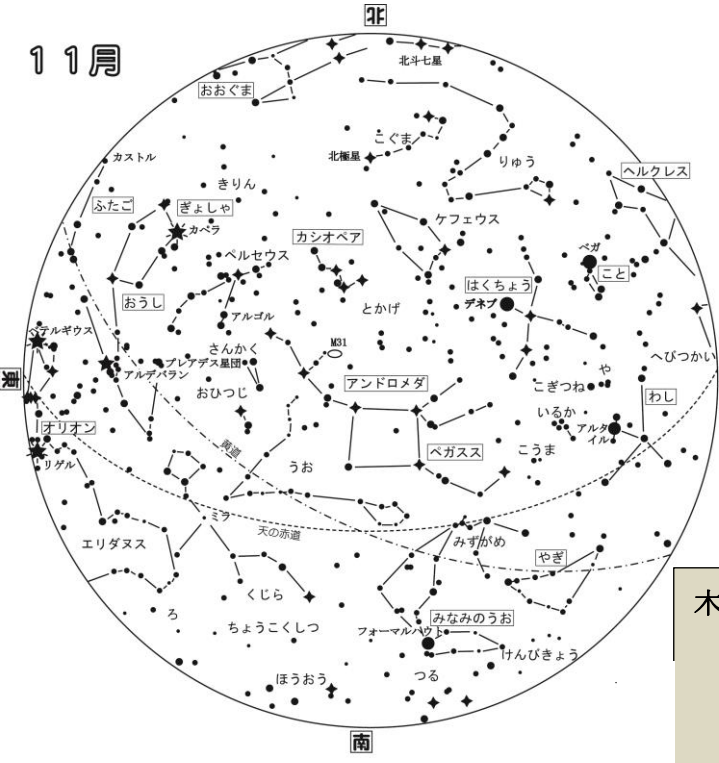 北
11月
北斗七星
おおぐま
こぐま
北極星
カストル
りゅう
ヘルクレス
きりん
ふたご
ぎょしゃ
カペラ
ケフェウス
カシオペア
ペルセウス
ベガ
こと
はくちょう
デネブ
おうし
とかげ
アルゴル
ベテルギウス
M31
さんかく
プレアデス星団
アルデバラン
へびつかい
東
アンドロメダ
や
こぎつね
おひつじ
わし
いるか
アルタイル
オリオン
黄道
ペガスス
こうま
リゲル
うお
ミラ
天の赤道
エリダヌス
みずがめ
やぎ
くじら
木
ろ
ちょうこくしつ
フォーマルハウト
みなみのうお
けんびきょう
ほうおう
つる
南